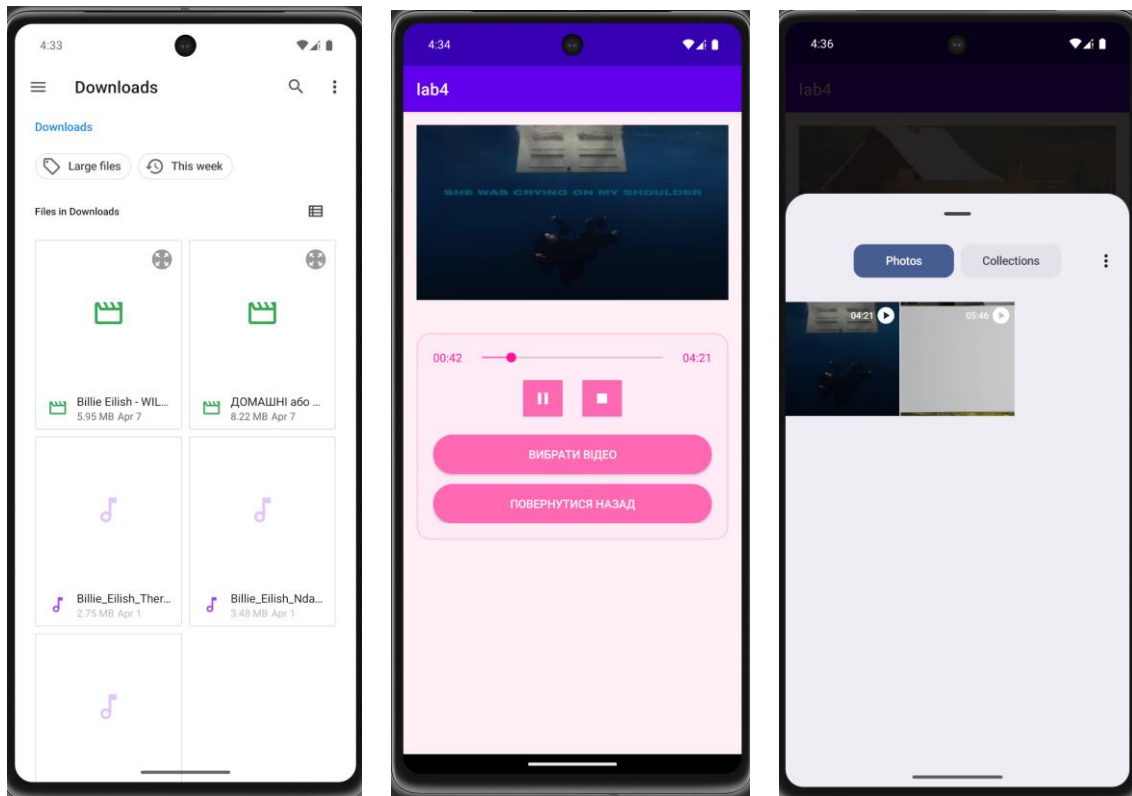 4:33
Downloads
Downloads
Large files
This week
Files in Downloads
Billie Eilish - WIL...
5.95 MB Apr 7
ДОМАШНІ або ...
8.22 MB Apr 7
Billie_Eilish_Ther...
2.75 MB Apr 1
Billie_Eilish_Nda...
3.48 MB Apr 1
4:34
lab4
SHE WAS CRYING ON MY SHOULDER
00:42
04:21
ВИБРАТИ ВІДЕО
ПОВЕРНУТИСЯ НАЗАД
4:36
lab4
Photos
Collections
04:21
05:46